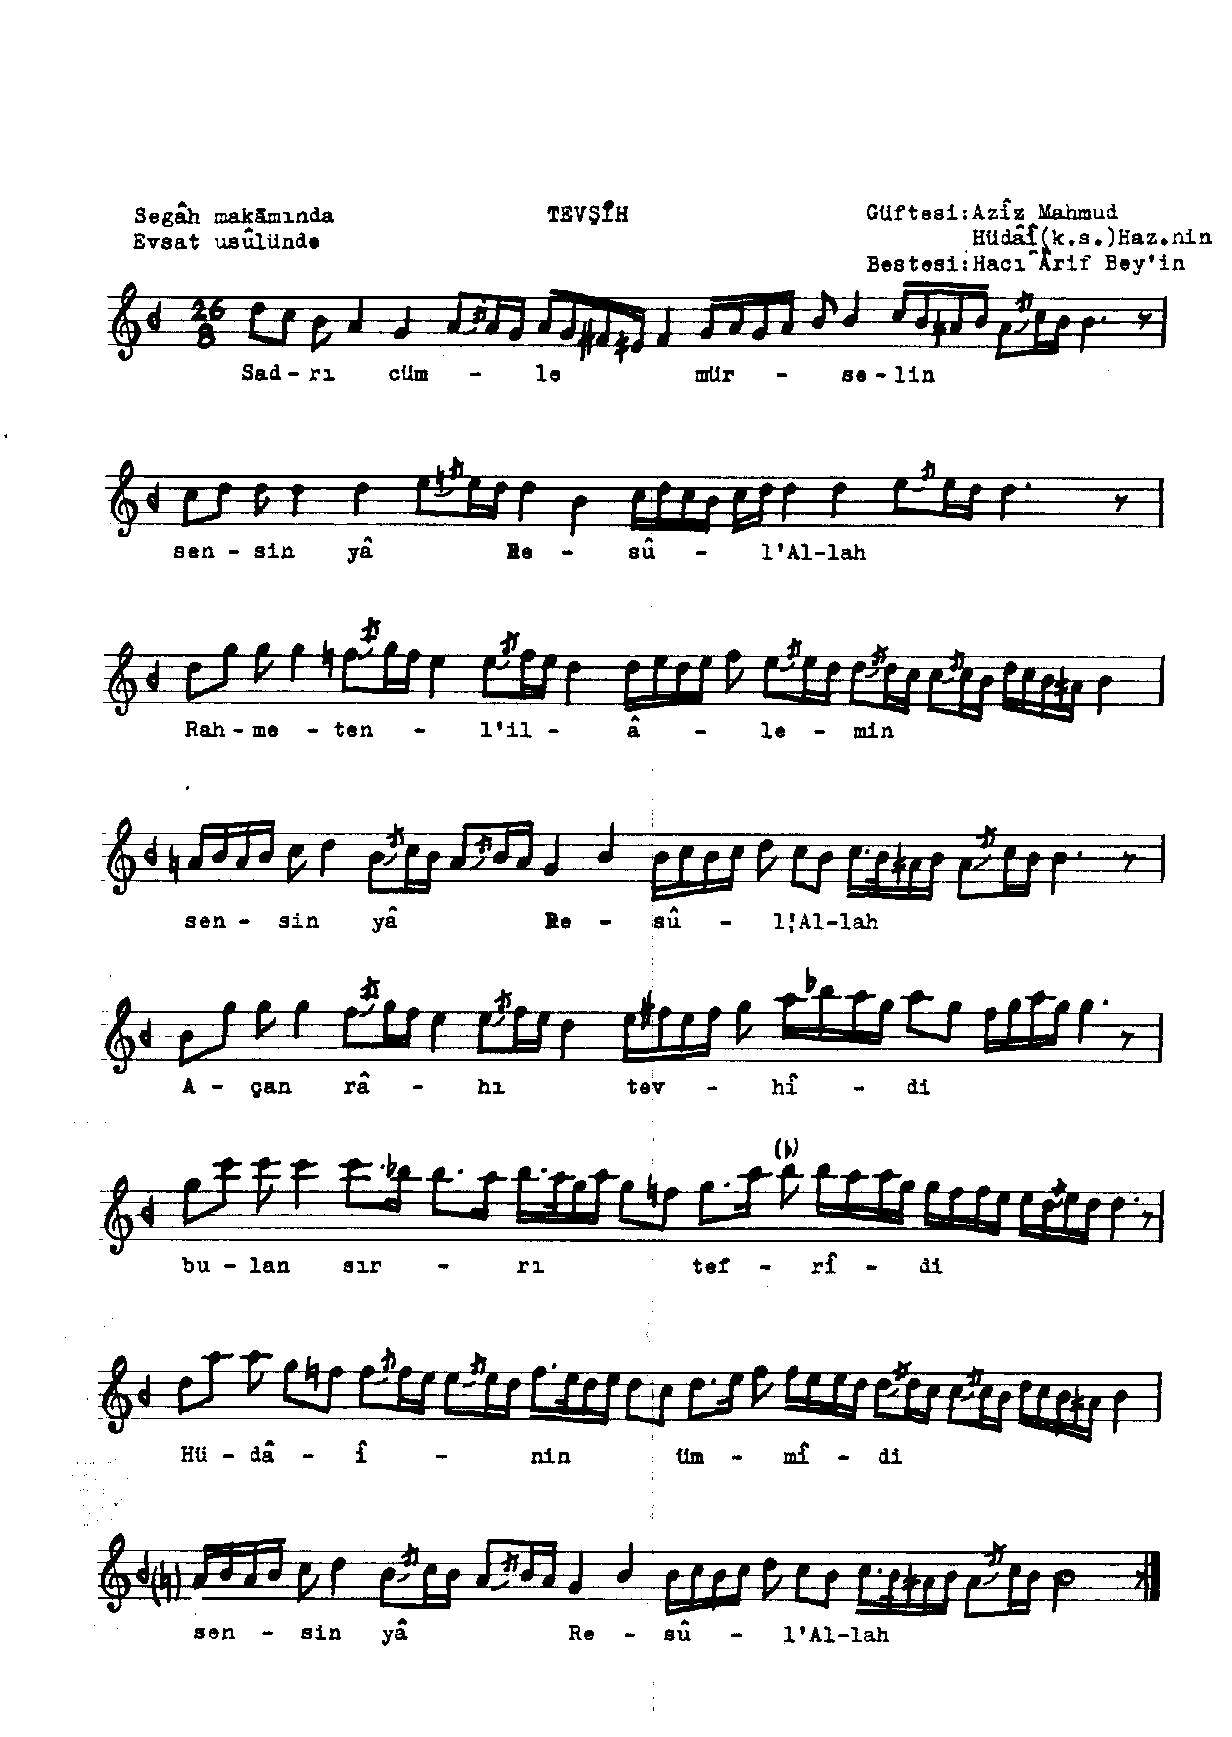 Segâh makāmında
Evsat usûlünde
TEVŞÎH
Güftesi:Azîz Mahmud
Hüdâî(k.s.)Haz.nin
Bestesi:Hacı Ârif Bey'in
26
8
Sad-rı cüm - le mür - se-lin
sen-sin yâ Re - sû - l'Al-lah
Rah-me - ten - l'il - â - le - min
sen- sin yâ Re - sû - l'Al-lah
A - çan râ - hı tev - hî - di
bu - lan sır - rı tef - rî - di
Hü - dâ - î - nin üm - mî - di
sen - sin yâ Re - sû - l'Al-lah